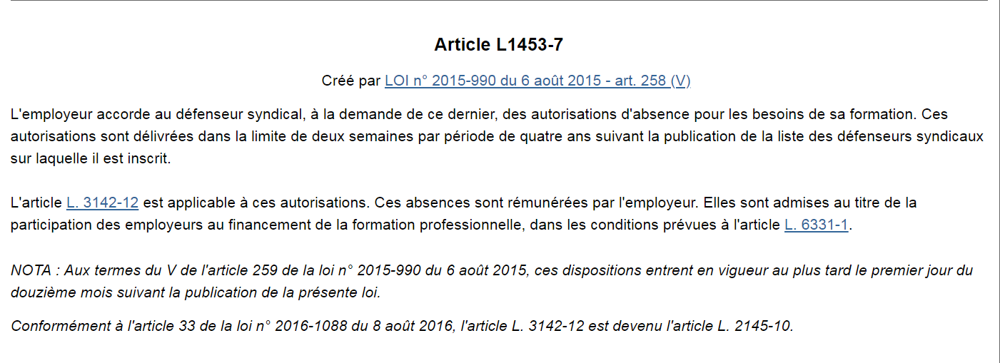 Article L1453-7
Créé par LOI n° 2015-990 du 6 août 2015 - art. 258 (V)
L'employeur accorde au défenseur syndical, à la demande de ce dernier, des autorisations d'absence pour les besoins de sa formation. Ces
autorisations sont délivrées dans la limite de deux semaines par période de quatre ans suivant la publication de la liste des défenseurs syndicaux
sur laquelle il est inscrit.
L'article L. 3142-12 est applicable à ces autorisations. Ces absences sont rémunérées par l'employeur. Elles sont admises au titre de la
participation des employeurs au financement de la formation professionnelle, dans les conditions prévues à l'article L. 6331-1.
NOTA : Aux termes du V de l'article 259 de la loi n° 2015-990 du 6 août 2015, ces dispositions entrent en vigueur au plus tard le premier jour du
douzième mois suivant la publication de la présente loi.
Conformément à l'article 33 de la loi n° 2016-1088 du 8 août 2016, l'article L. 3142-12 est devenu l'article L. 2145-10.